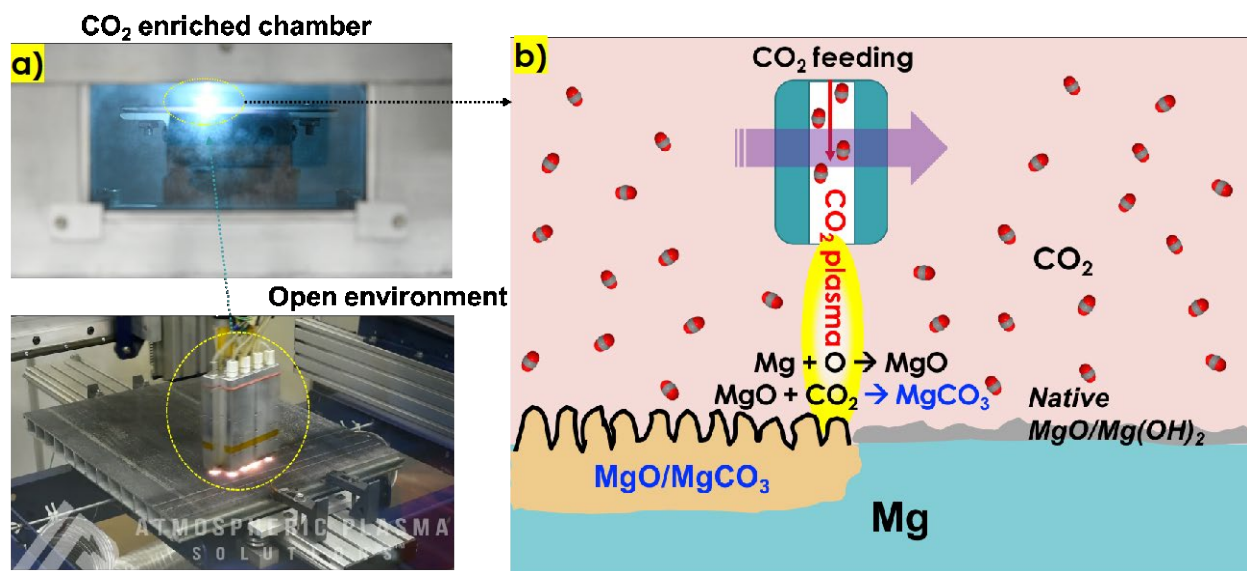 CO₂ enriched chamber
a)
Open environment
ATMOSPHERIC PLASMA
SOLUTIONS
b)
CO₂ feeding
CO₂ plasma
CO₂
Mg + O → MgO
MgO + CO₂ → MgCO₃
Native
MgO/Mg(OH)₂
MgO/MgCO₃
Mg